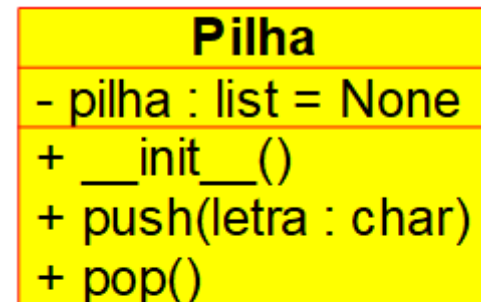 Pilha
- pilha : list = None
+ __init__()
+ push(letra : char)
+ pop()